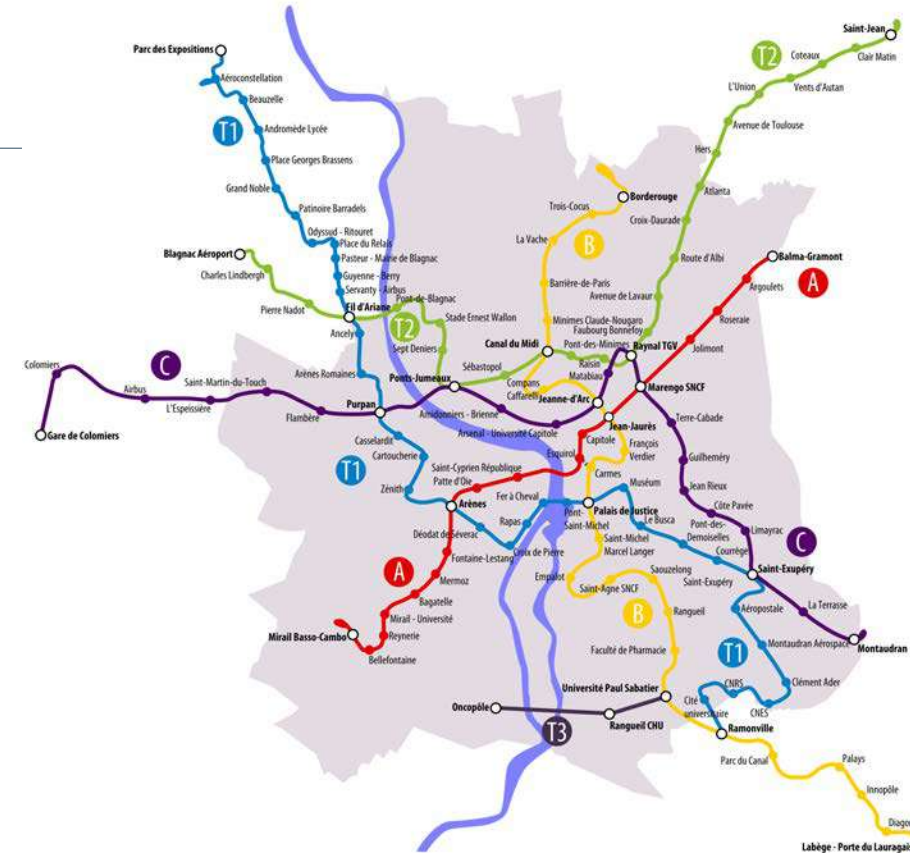 Saint-Jean
Parc des Expositions
T2
Coteaux
Clair Matin
Aéroconstellation
L'Union
Vents d'Autan
Beauzelle
T1
Andromède Lycée
Avenue de Toulouse
Place Georges Brassens
Hers
Grand Noble
Atlanta
Borderouge
Trois-Cocus
Patinoire Barradels
Croix-Daurade
Odyssud - Ritouret
Place du Relais
La Vache
B
Blagnac Aéroport
Pasteur - Mairie de Blagnac
Route d'Albi
Balma-Gramont
Charles Lindbergh
Guyenne - Berry
Barrière-de-Paris
Argoulets
A
Servanty - Airbus
Avenue de Lavaur
Pierre Nadot
Fil d'Ariane
Pont-de-Blagnac
Stade Ernest Wallon
Minimes Claude-Nougaro
Roseraie
T2
Faubourg Bonnefoy
Ancely
Canal du Midi
Pont-des-Minimes
Raynal TGV
Jolimont
Sept Deniers
Raisin
Colomiers
C
Arènes Romaines
Sébastopol
Matabiau
Saint-Martin-du-Touch
Ponts-Jumeaux
Compans
Caffarelli
Marengo SNCF
Airbus
L'Espeissière
Jeanne-d'Arc
Purpan
Flambère
Amidonniers - Brienne
Jean-Jaurès
Terre-Cabade
Gare de Colomiers
Arsenal - Université Capitole
Capitole
Casselardit
François
Verdier
Cartoucherie
Esquirol
Guilheméry
T1
Saint-Cyprien République
Carmes
Patte d'Oie
Zénith
Muséum
Jean Rieux
Arènes
Fer à Cheval
Côte Pavée
Palais de Justice
Pont-
Saint-Michel
Rapas
Le Busca
Pont-des-
Demoiselles
Limayrac
Déodat de Séverac
Saint-Michel
Marcel Langer
C
Croix de Pierre
Courrège
Fontaine-Lestang
A
Saouzelong
Saint-Exupéry
Mermoz
Empalot
Saint-Agne SNCF
Saint-Exupéry
Bagatelle
La Terrasse
Aéropostale
Mirail - Université
B
Rangueil
Mirail Basso-Cambo
Reynerie
Montaudran Aérospace
Montaudran
T1
Faculté de Pharmacie
Bellefontaine
Clément Ader
CNRS
Université Paul Sabatier
Cité
universitaire
CNES
Oncopôle
T3
Rangueil CHU
Ramonville
Parc du Canal
Palays
Innopôle
Diagor
Labège - Porte du Lauragais